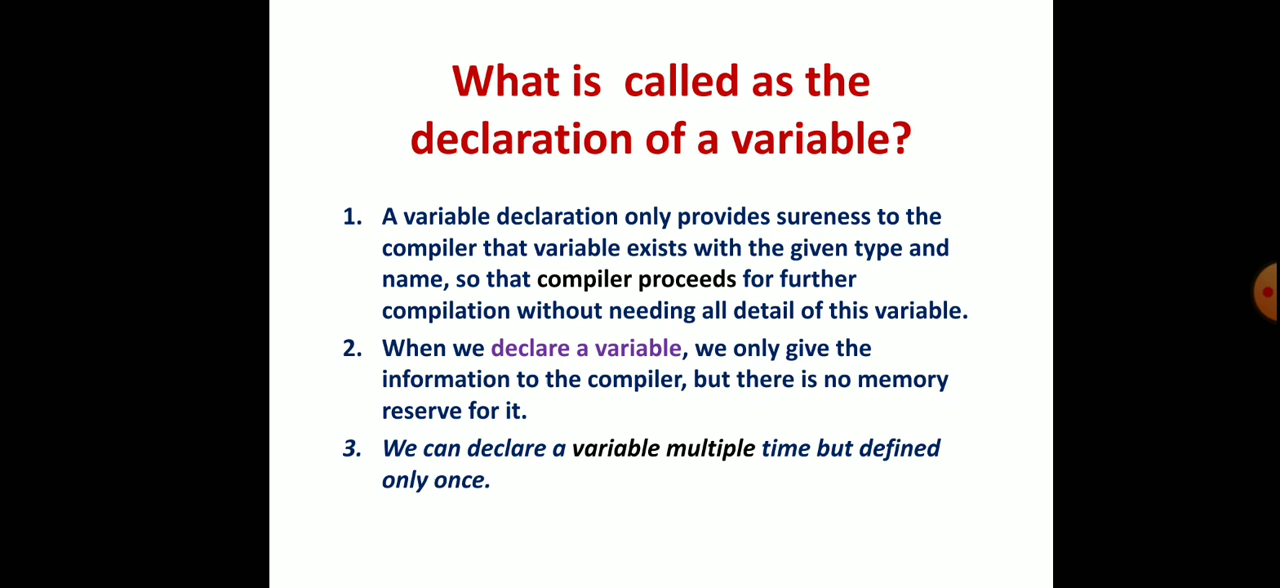 What is called as the
declaration of a variable?
1. A variable declaration only provides sureness to the
compiler that variable exists with the given type and
name, so that compiler proceeds for further
compilation without needing all detail of this variable.
2. When we declare a variable, we only give the
information to the compiler, but there is no memory
reserve for it.
3. We can declare a variable multiple time but defined
only once.